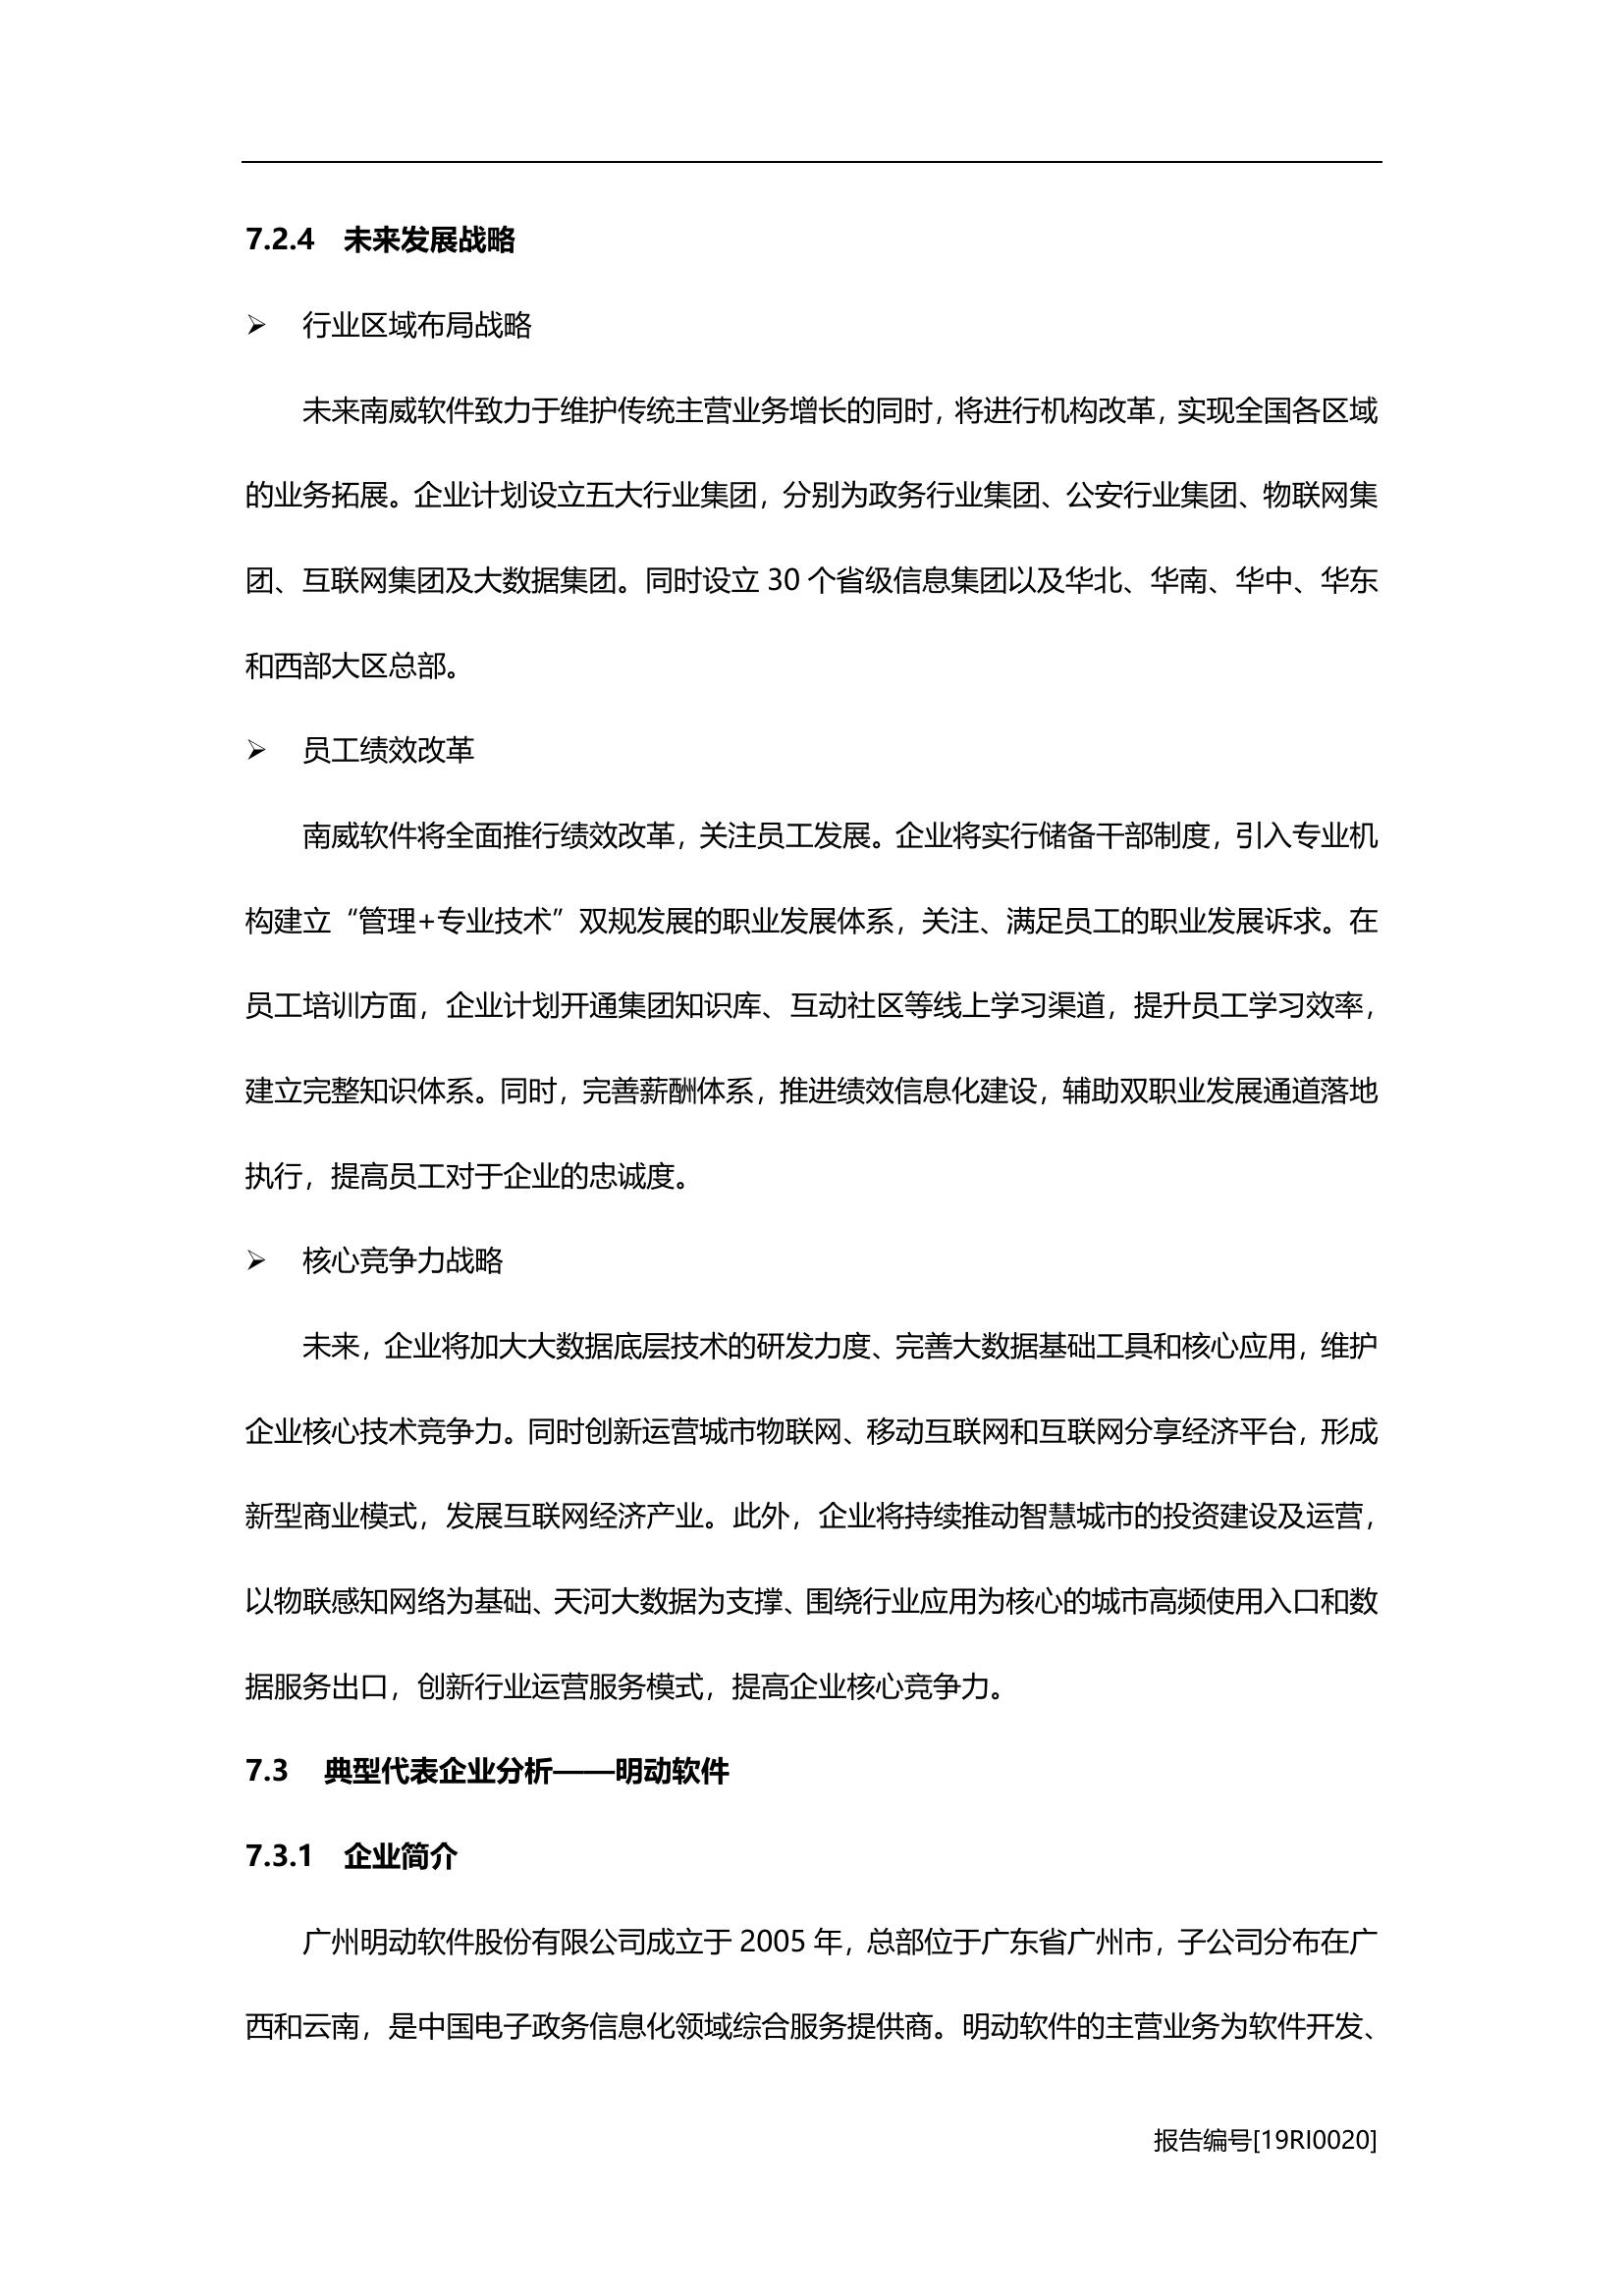 7.2.4 未来发展战略
➢ 行业区域布局战略
未来南威软件致力于维护传统主营业务增长的同时，将进行机构改革，实现全国各区域
的业务拓展。企业计划设立五大行业集团，分别为政务行业集团、公安行业集团、物联网集
团、互联网集团及大数据集团。同时设立 30 个省级信息集团以及华北、华南、华中、华东
和西部大区总部。
➢ 员工绩效改革
南威软件将全面推行绩效改革，关注员工发展。企业将实行储备干部制度，引入专业机
构建立“管理+专业技术”双规发展的职业发展体系，关注、满足员工的职业发展诉求。在
员工培训方面，企业计划开通集团知识库、互动社区等线上学习渠道，提升员工学习效率，
建立完整知识体系。同时，完善薪酬体系，推进绩效信息化建设，辅助双职业发展通道落地
执行，提高员工对于企业的忠诚度。
➢ 核心竞争力战略
未来，企业将加大大数据底层技术的研发力度、完善大数据基础工具和核心应用，维护
企业核心技术竞争力。同时创新运营城市物联网、移动互联网和互联网分享经济平台，形成
新型商业模式，发展互联网经济产业。此外，企业将持续推动智慧城市的投资建设及运营，
以物联感知网络为基础、天河大数据为支撑、围绕行业应用为核心的城市高频使用入口和数
据服务出口，创新行业运营服务模式，提高企业核心竞争力。
7.3 典型代表企业分析——明动软件
7.3.1 企业简介
广州明动软件股份有限公司成立于 2005 年，总部位于广东省广州市，子公司分布在广
西和云南，是中国电子政务信息化领域综合服务提供商。明动软件的主营业务为软件开发、
报告编号[19RI0020]